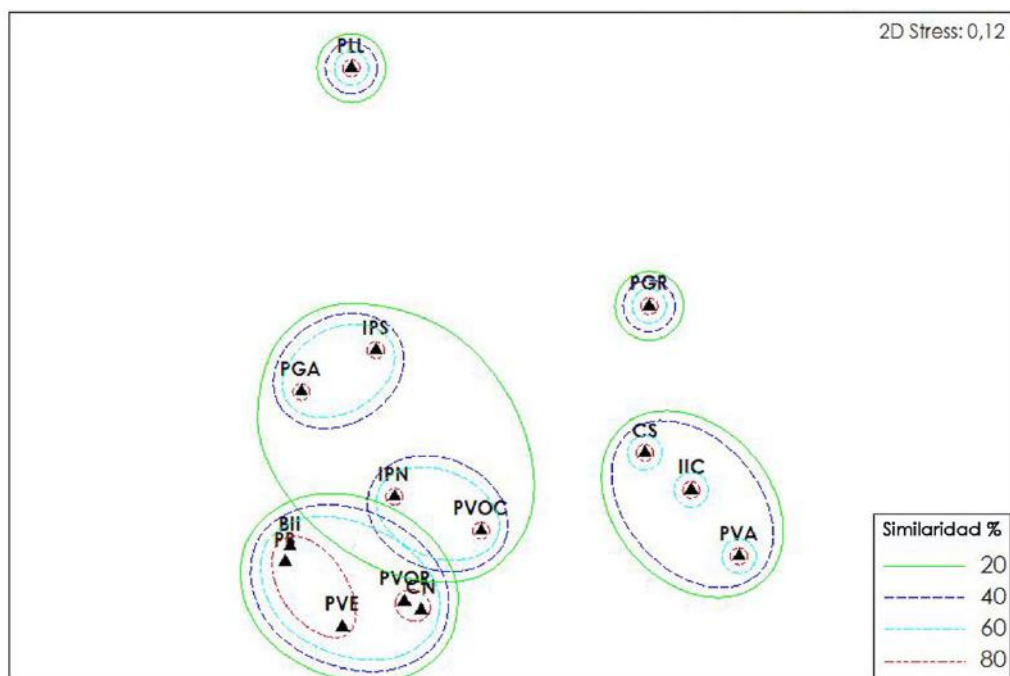 2D Stress: 0,12
PLL
PGR
IPS
PGA
CS
IPN
IIC
PVOC
BII
PB
PVA
PVOR
CN
PVE
Similaridad %
20
40
60
80